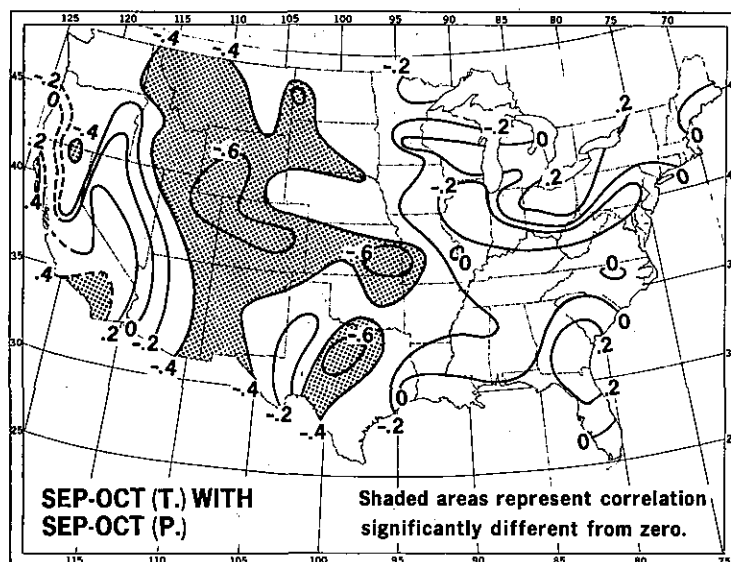 125 120 115 110 105 100 95 90 85 80 75 70
-.4 -.4
45 -.2 -.2 .2
0 0
-.4 -.2 0
.2 -.6 .2 0
40 -.2
.4
35 -.6 0 0
.4 -.6 0
30 .2 0 -.2 -.4 -.4 .2
-.2 0 .2
-.4 -.2 0
25
SEP-OCT (T.) WITH
SEP-OCT (P.)
Shaded areas represent correlation
significantly different from zero.
115 110 105 100 95 90 85 80